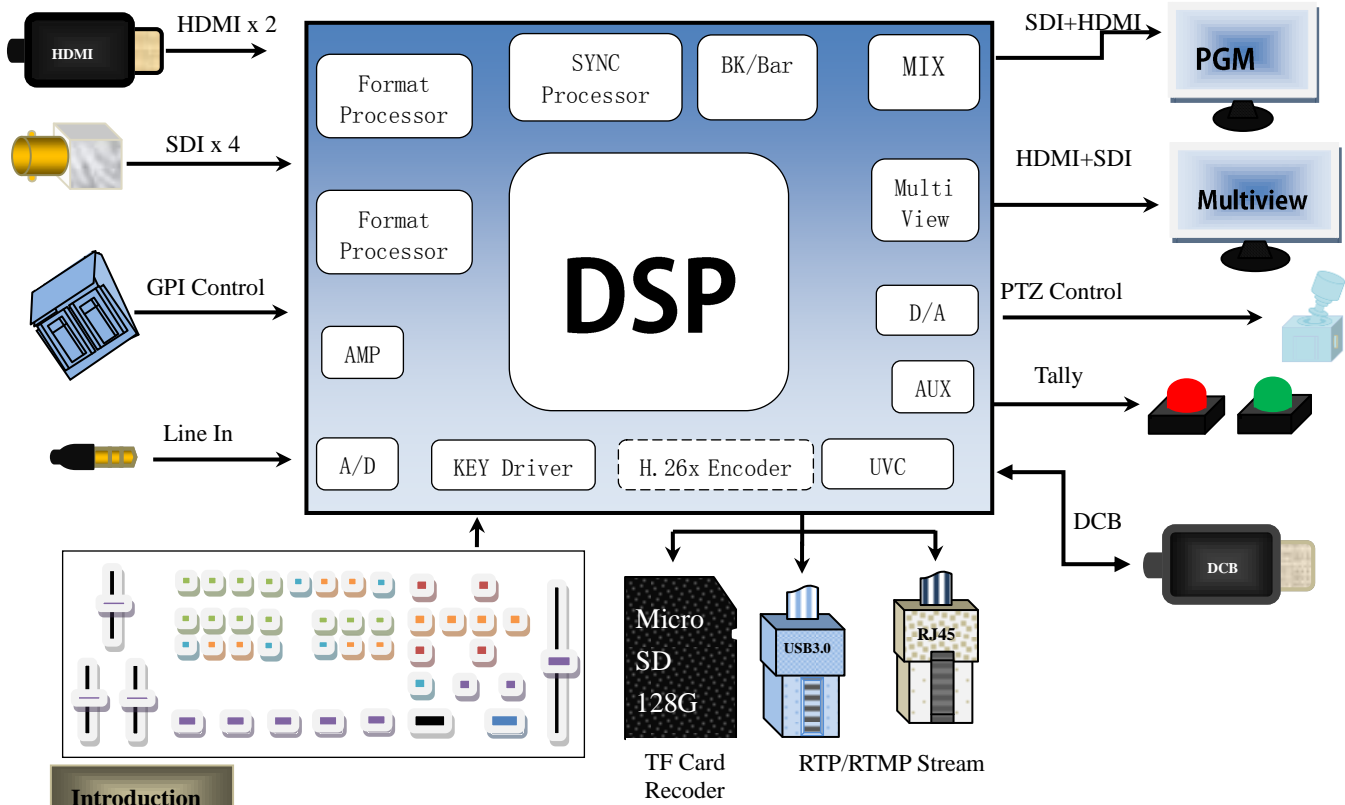 HDMI
HDMI x 2
SDI x 4
GPI Control
Line In
Format
Processor
SYNC
Processor
BK/Bar
MIX
Format
Processor
DSP
Multi
View
AMP
D/A
AUX
A/D
KEY Driver
H.26x Encoder
UVC
SDI+HDMI
PGM
HDMI+SDI
Multiview
PTZ Control
Tally
DCB
DCB
Micro
SD
128G
USB3.0
RJ45
TF Card
Recoder
RTP/RTMP Stream
Introduction